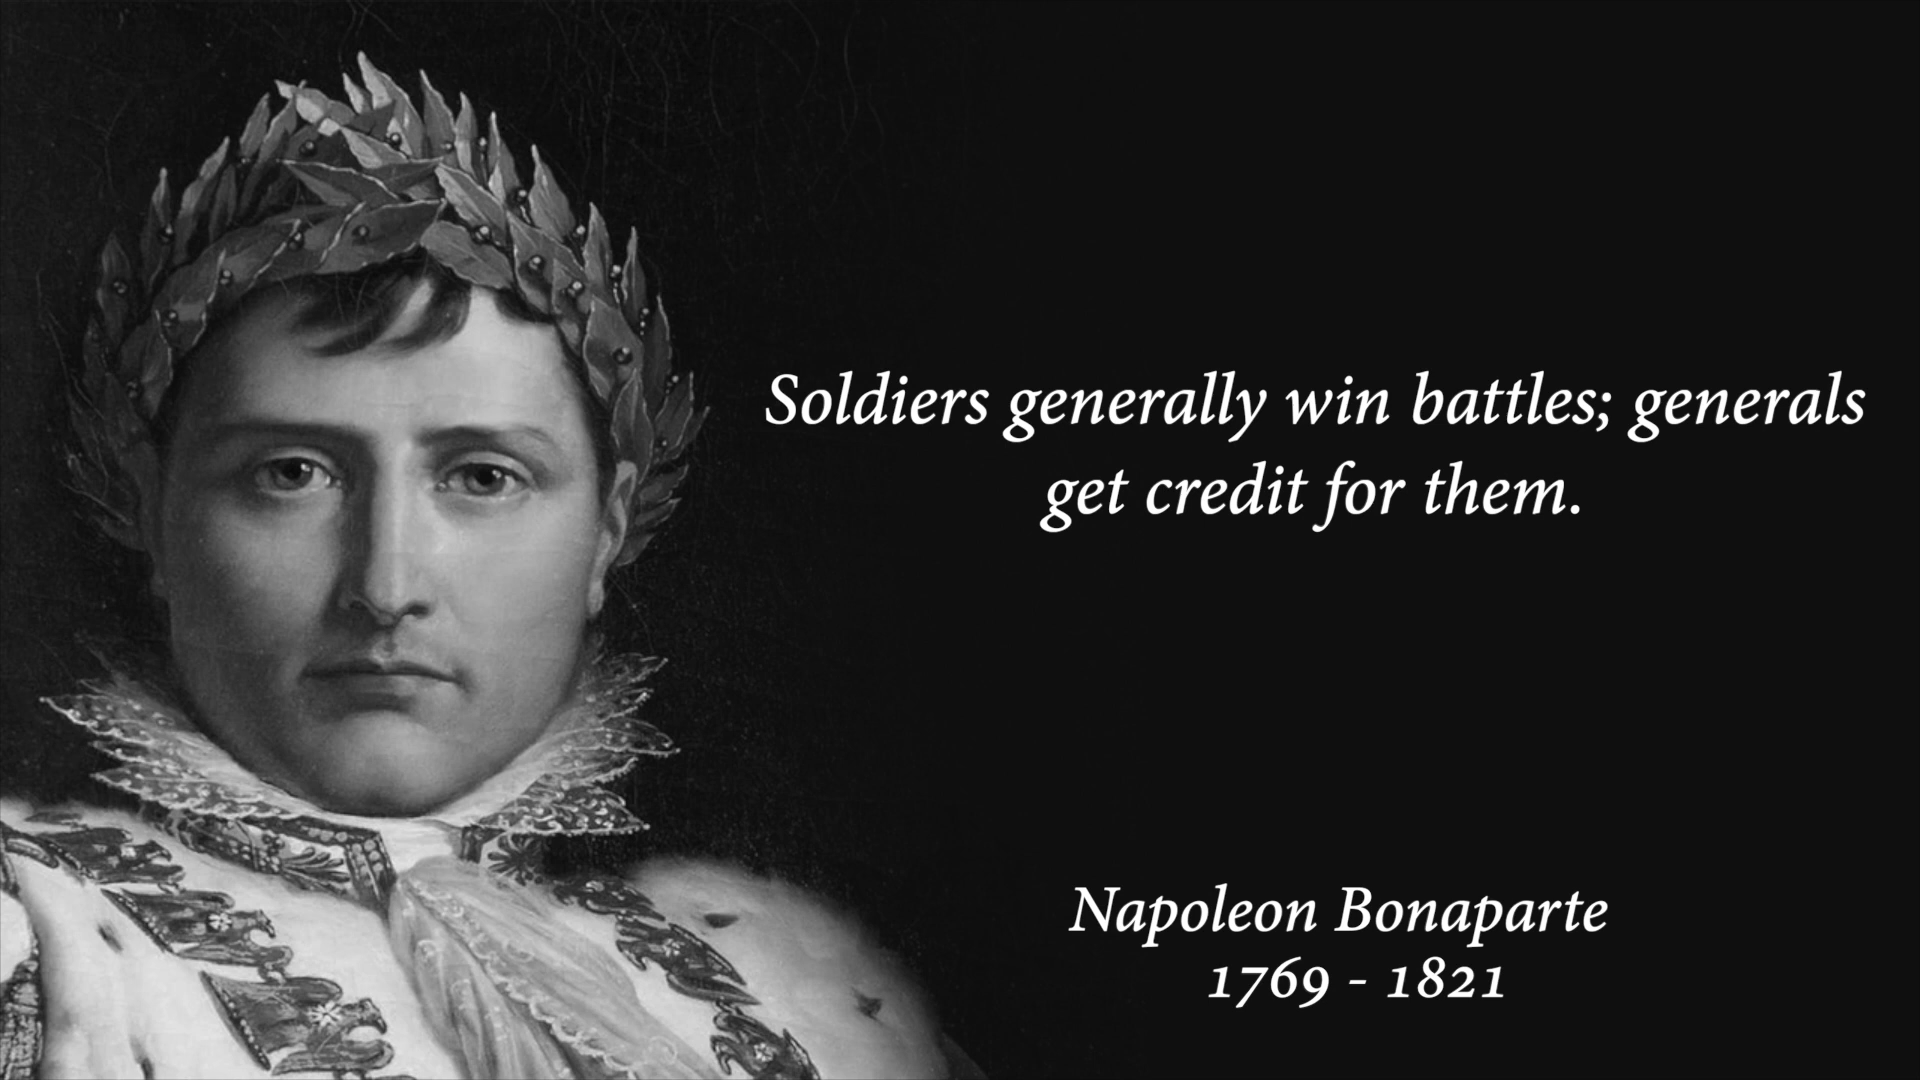 Soldiers generally win battles; generals
get credit for them.
Napoleon Bonaparte
1769 - 1821